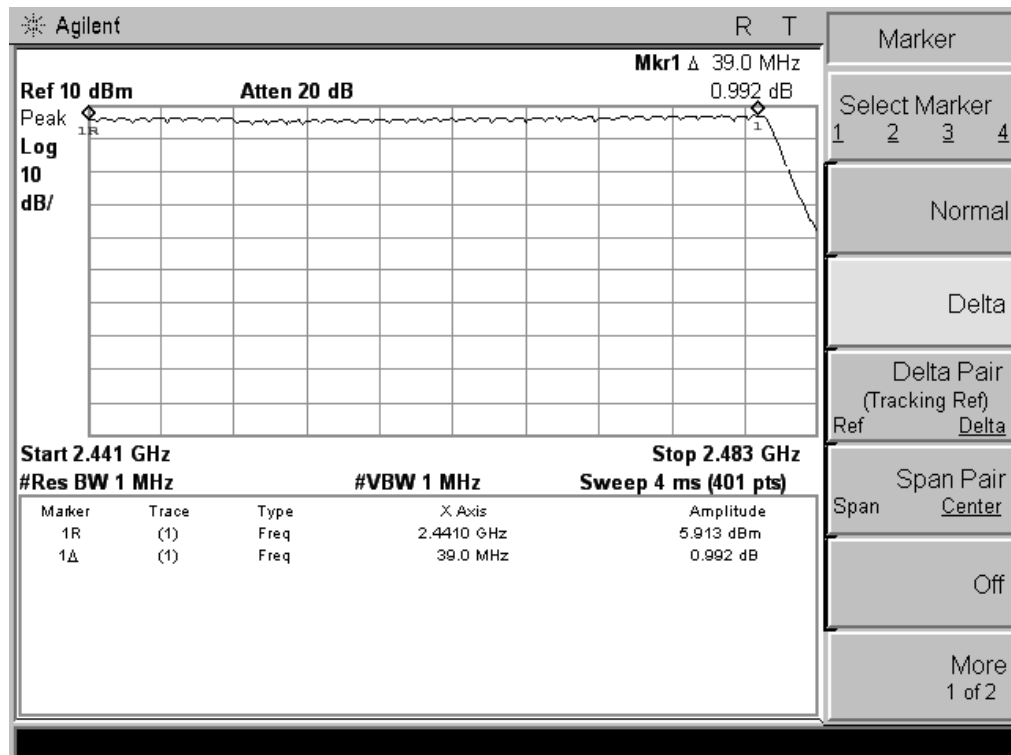 Agilent R T
Mkr1 Δ 39.0 MHz
Ref 10 dBm Atten 20 dB 0.992 dB
Peak
Log
10
dB/
1R
1
Start 2.441 GHz Stop 2.483 GHz
#Res BW 1 MHz #VBW 1 MHz Sweep 4 ms (401 pts)
Marker Trace Type X Axis Amplitude
1R (1) Freq 2.4410 GHz 5.913 dBm
1Δ (1) Freq 39.0 MHz 0.992 dB
Marker
Select Marker
1 2 3 4
Normal
Delta
Delta Pair
(Tracking Ref)
Ref Delta
Span Pair
Span Center
Off
More
1 of 2